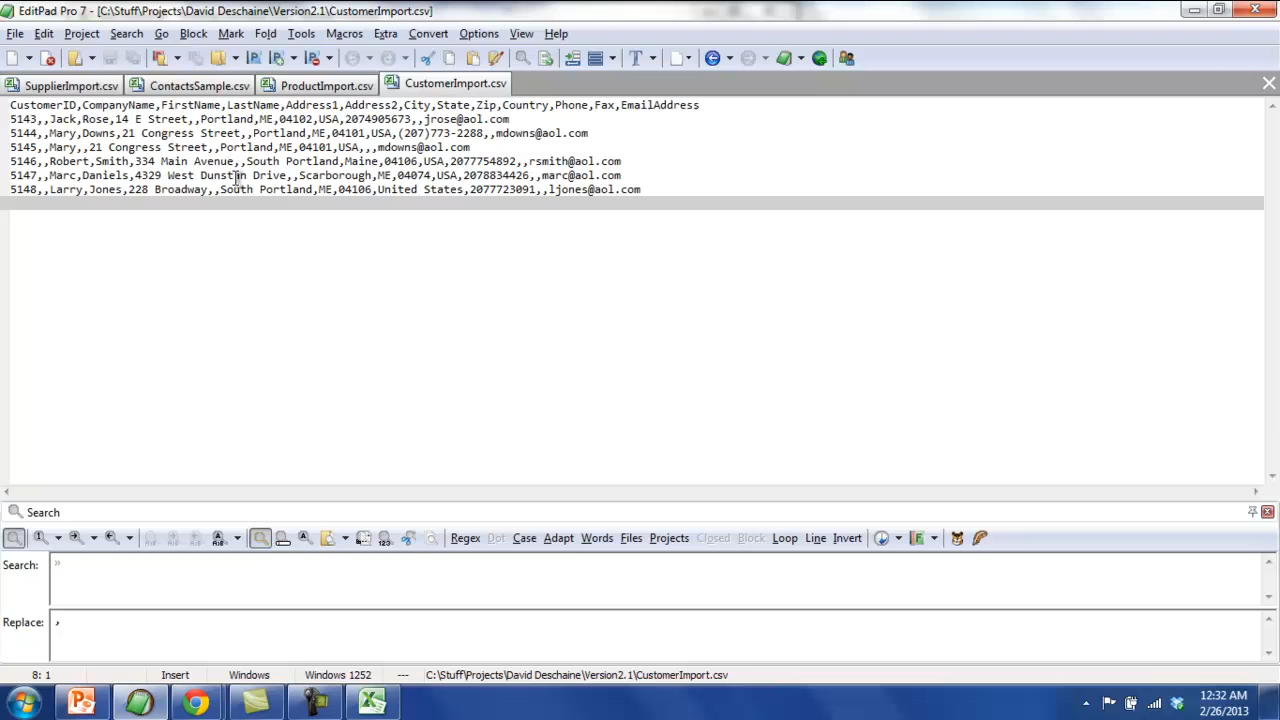 EditPad Pro 7 - [C:\Stuff\Projects\David Deschaine\Version2.1\CustomerImport.csv]
File Edit Project Search Go Block Mark Fold Tools Macros Extra Convert Options View Help
SupplierImport.csv ContactsSample.csv ProductImport.csv CustomerImport.csv
CustomerID,CompanyName,FirstName,LastName,Address1,Address2,City,State,Zip,Country,Phone,Fax,EmailAddress
5143,,Jack,Rose,14 E Street,,Portland,ME,04102,USA,2074905673,,jrose@aol.com
5144,,Mary,Downs,21 Congress Street,,Portland,ME,04101,USA,(207)773-2288,,mdowns@aol.com
5145,,Mary,,21 Congress Street,,Portland,ME,04101,USA,,,mdowns@aol.com
5146,,Robert,Smith,334 Main Avenue,,South Portland,Maine,04106,USA,2077754892,,rsmith@aol.com
5147,,Marc,Daniels,4329 West Dunstin Drive,,Scarborough,ME,04074,USA,2078834426,,marc@aol.com
5148,,Larry,Jones,228 Broadway,,South Portland,ME,04106,United States,2077723091,,ljones@aol.com
Search
Regex Dot Case Adapt Words Files Projects Closed Block Loop Line Invert
Search: »
Replace: ,
8: 1 Insert Windows Windows 1252 --- C:\Stuff\Projects\David Deschaine\Version2.1\CustomerImport.csv
12:32 AM
2/26/2013